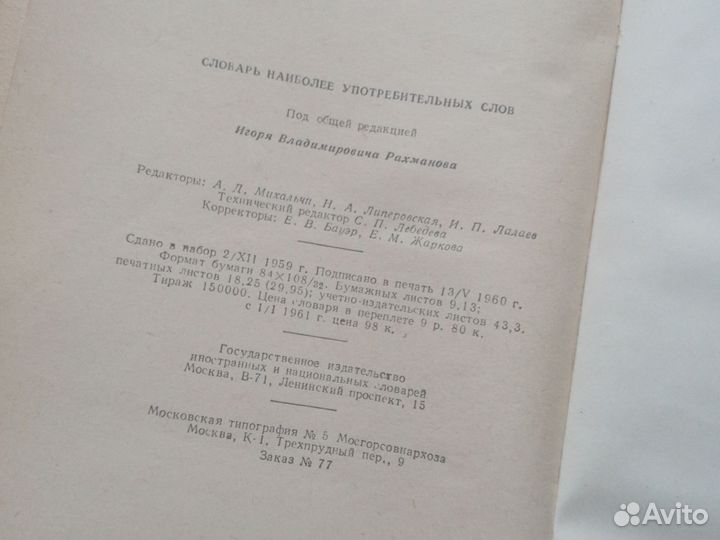 СЛОВАРЬ НАИБОЛЕЕ УПОТРЕБИТЕЛЬНЫХ СЛОВ
Под общей редакцией
Игоря Владимировича Рахманова
Редакторы: А. Л. Михальчи, Н. А. Липеровская, И. П. Лалаев
Технический редактор С. П. Лебедева
Корректоры: Е. В. Бауэр, Е. М. Жаркова
Сдано в набор 2/XII 1959 г. Подписано в печать 13/V 1960 г.
Формат бумаги 84×108/32. Бумажных листов 9,13;
печатных листов 18,25 (29,95); учетно-издательских листов 43,3.
Тираж 150000. Цена словаря в переплете 9 р. 80 к.
с 1/I 1961 г. цена 98 к.
Государственное издательство
иностранных и национальных словарей
Москва, В-71, Ленинский проспект, 15
Московская типография № 5 Мосгорсовнархоза
Москва, К-1, Трехпрудный пер., 9
Заказ № 77
Avito